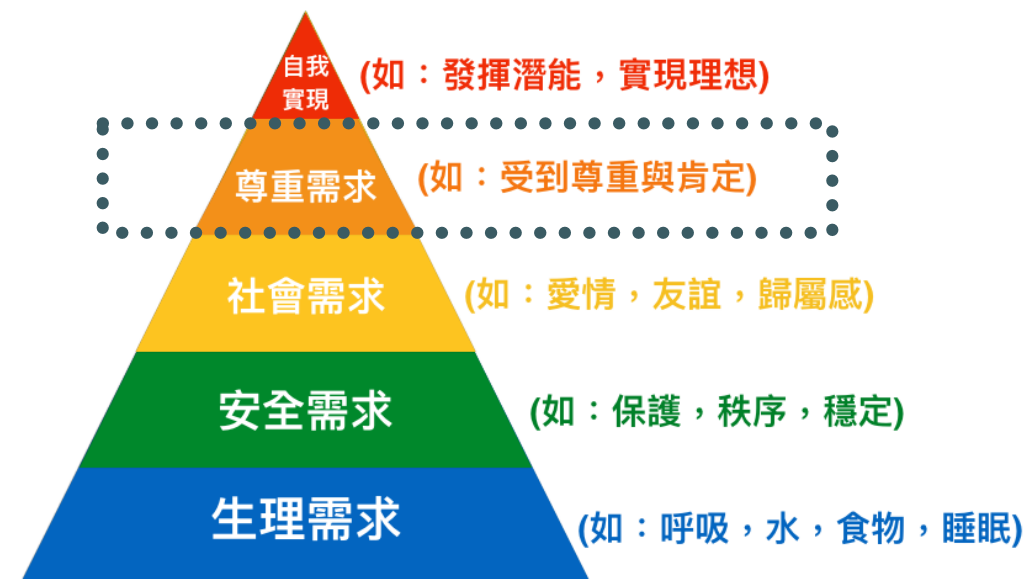 自我
實現
(如：發揮潛能，實現理想)
尊重需求
(如：受到尊重與肯定)
社會需求
(如：愛情，友誼，歸屬感)
安全需求
(如：保護，秩序，穩定)
生理需求
(如：呼吸，水，食物，睡眠)